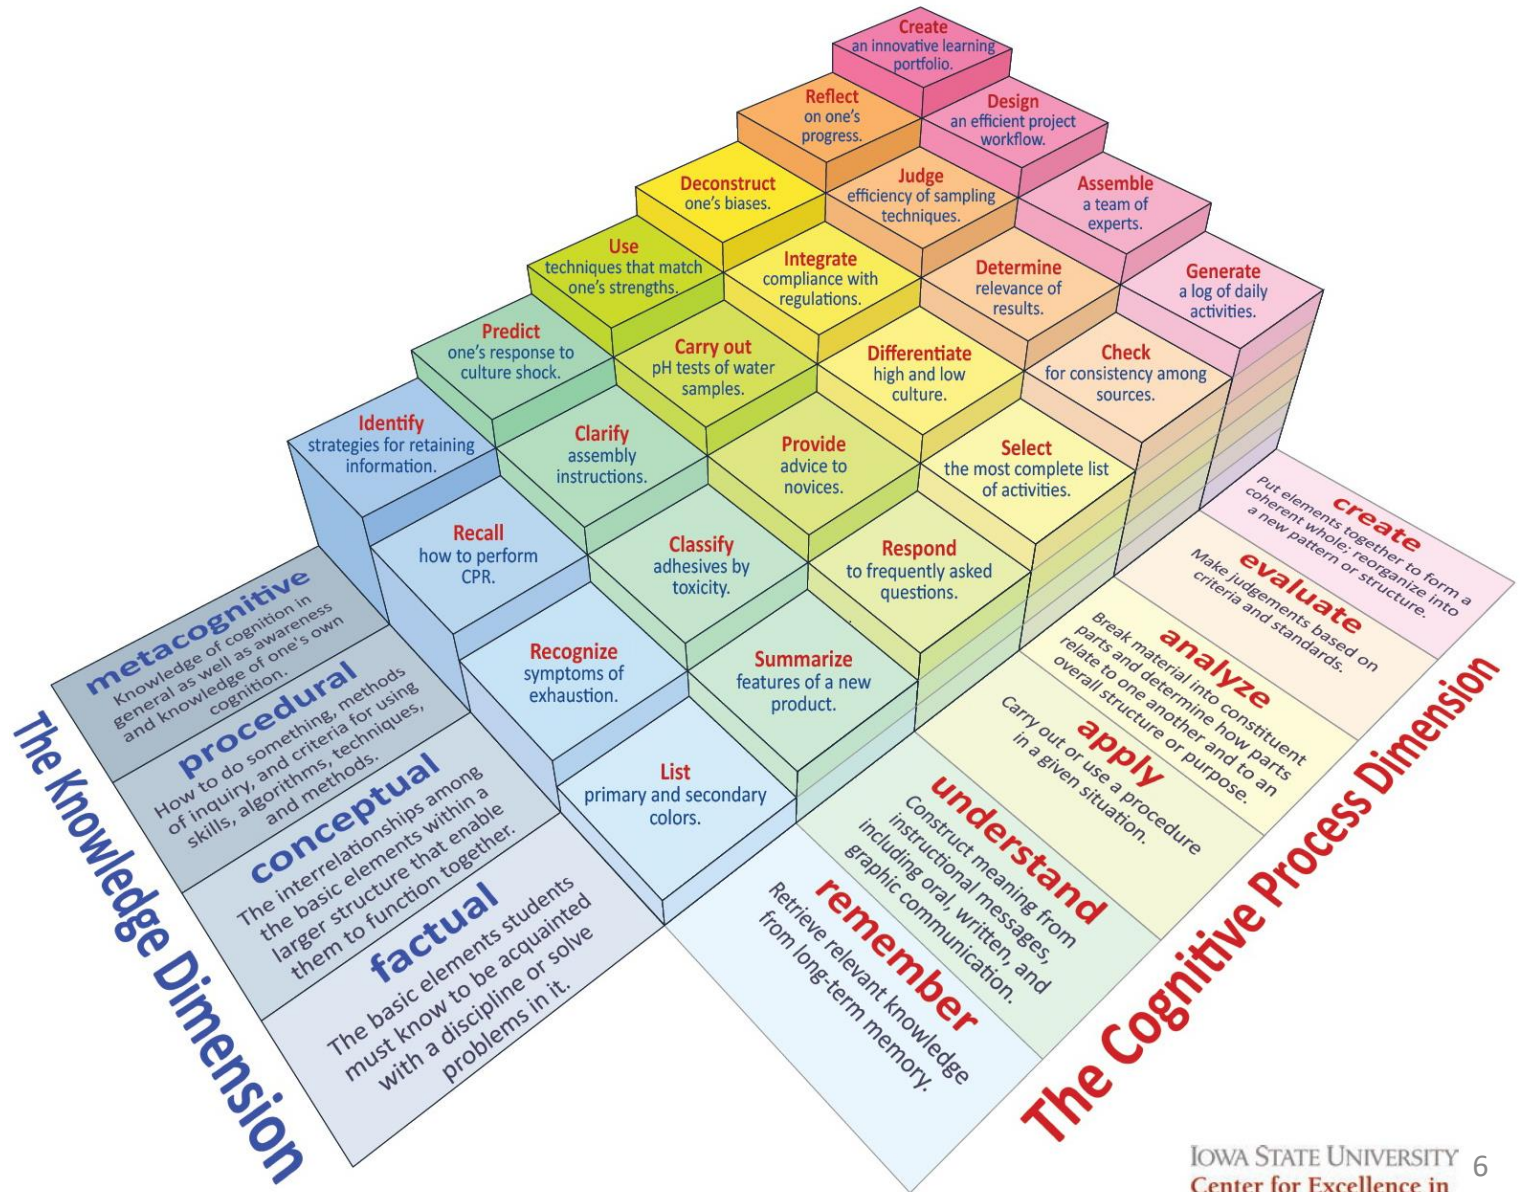 Create
an innovative learning
portfolio.
Reflect
on one's
progress.
Design
an efficient project
workflow.
Deconstruct
one's biases.
Judge
efficiency of sampling
techniques.
Assemble
a team of
experts.
Use
techniques that match
one's strengths.
Integrate
compliance with
regulations.
Determine
relevance of
results.
Generate
a log of daily
activities.
Predict
one's response to
culture shock.
Carry out
pH tests of water
samples.
Differentiate
high and low
culture.
Check
for consistency among
sources.
Identify
strategies for retaining
information.
Clarify
assembly
instructions.
Provide
advice to
novices.
Select
the most complete list
of activities.
Recall
how to perform
CPR.
Classify
adhesives by
toxicity.
Respond
to frequently asked
questions.
Recognize
symptoms of
exhaustion.
Summarize
features of a new
product.
List
primary and secondary
colors.
metacognitive
Knowledge of cognition in
general as well as awareness
and knowledge of one's own
cognition.
procedural
How to do something, methods
of inquiry, and criteria for using
skills, algorithms, techniques,
and methods.
conceptual
The interrelationships among
the basic elements within a
larger structure that enable
them to function together.
factual
The basic elements students
must know to be acquainted
with a discipline or solve
problems in it.
The Knowledge Dimension
remember
Retrieve relevant knowledge
from long-term memory.
understand
Construct meaning from
instructional messages,
including oral, written, and
graphic communication.
apply
Carry out or use a procedure
in a given situation.
analyze
Break material into constituent
parts and determine how parts
relate to one another and to an
overall structure or purpose.
evaluate
Make judgements based on
criteria and standards.
create
Put elements together to form a
coherent whole; reorganize into
a new pattern or structure.
The Cognitive Process Dimension
IOWA STATE UNIVERSITY
Center for Excellence in
6